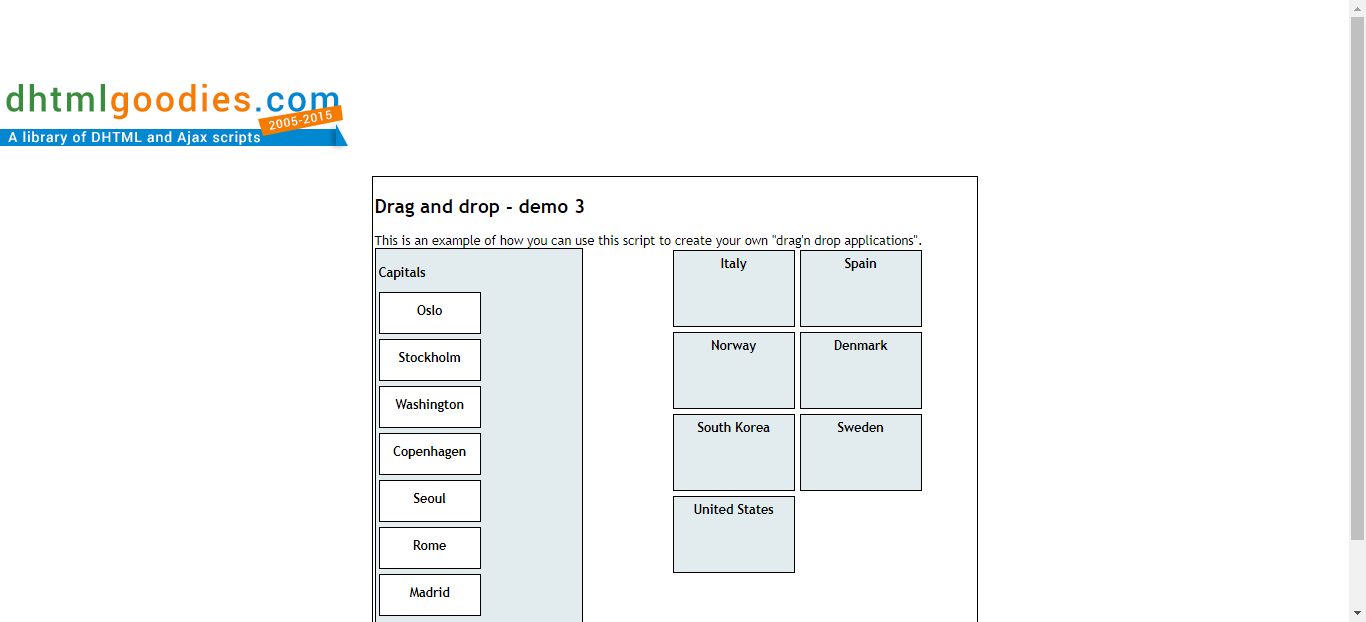 dhtmlgoodies.com
2005-2015
A library of DHTML and Ajax scripts
Drag and drop - demo 3
This is an example of how you can use this script to create your own "drag'n drop applications".
Capitals
Oslo
Stockholm
Washington
Copenhagen
Seoul
Rome
Madrid
Italy
Spain
Norway
Denmark
South Korea
Sweden
United States